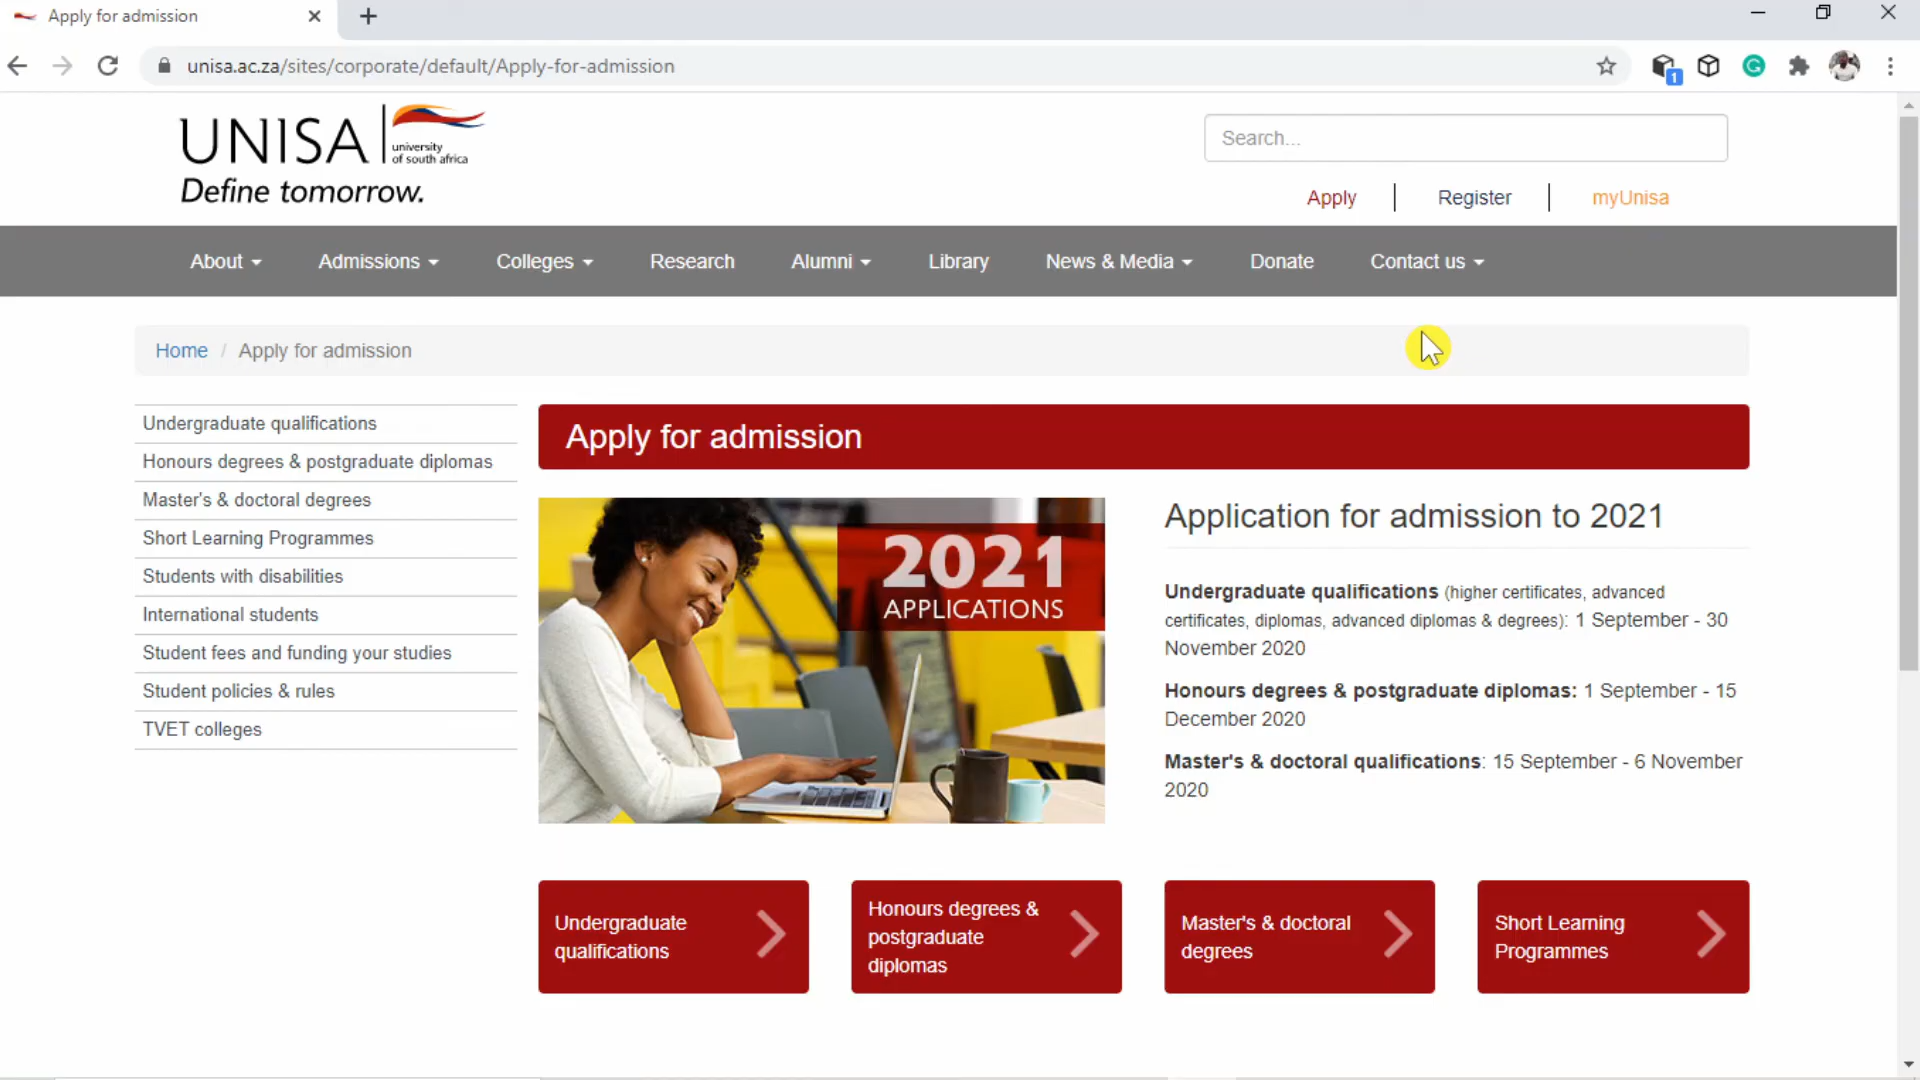 Apply for admission
unisa.ac.za/sites/corporate/default/Apply-for-admission
1
UNISA
university
of south africa
Define tomorrow.
Search...
Apply
Register
myUnisa
About
Admissions
Colleges
Research
Alumni
Library
News & Media
Donate
Contact us
Home / Apply for admission
Undergraduate qualifications
Honours degrees & postgraduate diplomas
Master's & doctoral degrees
Short Learning Programmes
Students with disabilities
International students
Student fees and funding your studies
Student policies & rules
TVET colleges
Apply for admission
2021
APPLICATIONS
Application for admission to 2021
Undergraduate qualifications (higher certificates, advanced
certificates, diplomas, advanced diplomas & degrees): 1 September - 30
November 2020
Honours degrees & postgraduate diplomas: 1 September - 15
December 2020
Master's & doctoral qualifications: 15 September - 6 November
2020
Undergraduate
qualifications
Honours degrees &
postgraduate
diplomas
Master's & doctoral
degrees
Short Learning
Programmes